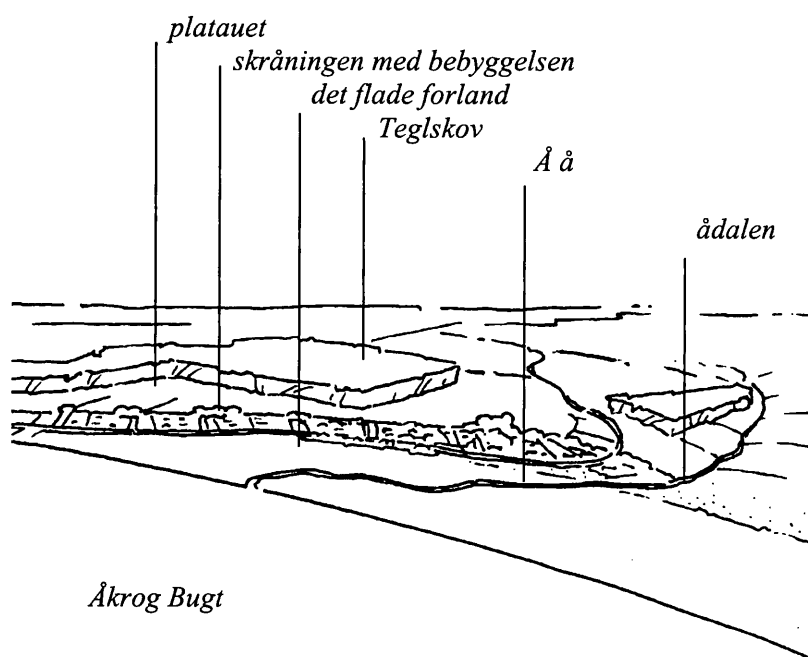 platauet
skråningen med bebyggelsen
det flade forland
Teglskov
Å å
ådalen
Åkrog Bugt